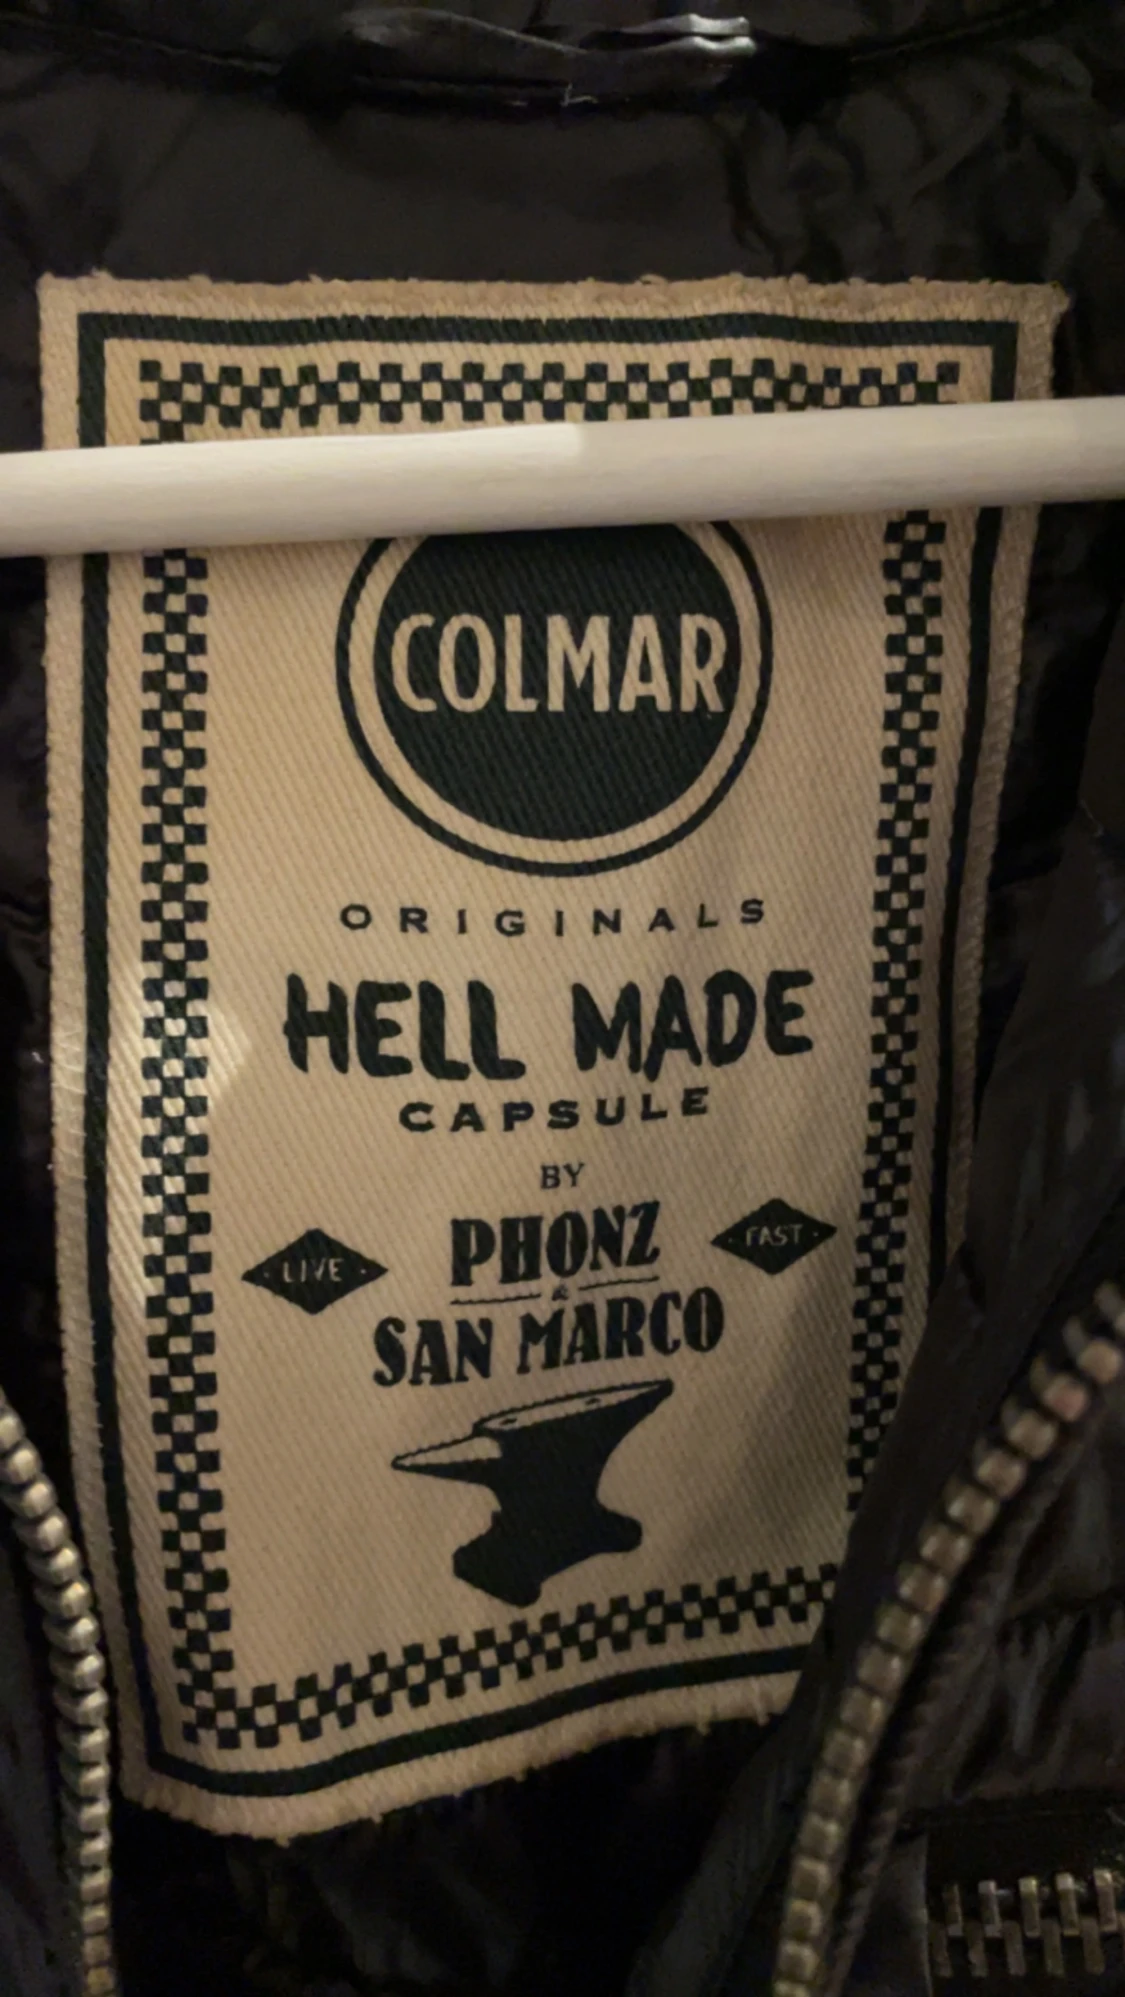 COLMAR
ORIGINALS
HELL MADE
CAPSULE
BY
PHONZ
&
SAN MARCO
LIVE
FAST